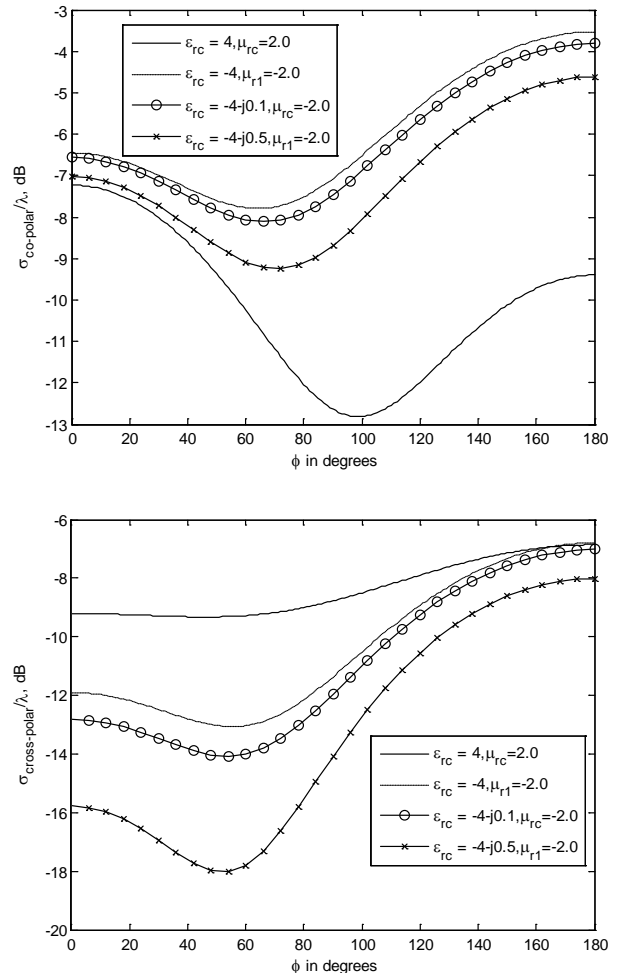 -3
-4
-5
-6
-7
-8
-9
-10
-11
-12
-13
σco-polar/λ, dB
εrc = 4,μrc=2.0
εrc = -4,μr1=-2.0
εrc = -4-j0.1,μrc=-2.0
εrc = -4-j0.5,μr1=-2.0
0 20 40 60 80 100 120 140 160 180
ϕ in degrees
-6
-8
-10
-12
-14
-16
-18
-20
σcross-polar/λ, dB
εrc = 4,μrc=2.0
εrc = -4,μr1=-2.0
εrc = -4-j0.1,μrc=-2.0
εrc = -4-j0.5,μr1=-2.0
0 20 40 60 80 100 120 140 160 180
ϕ in degrees